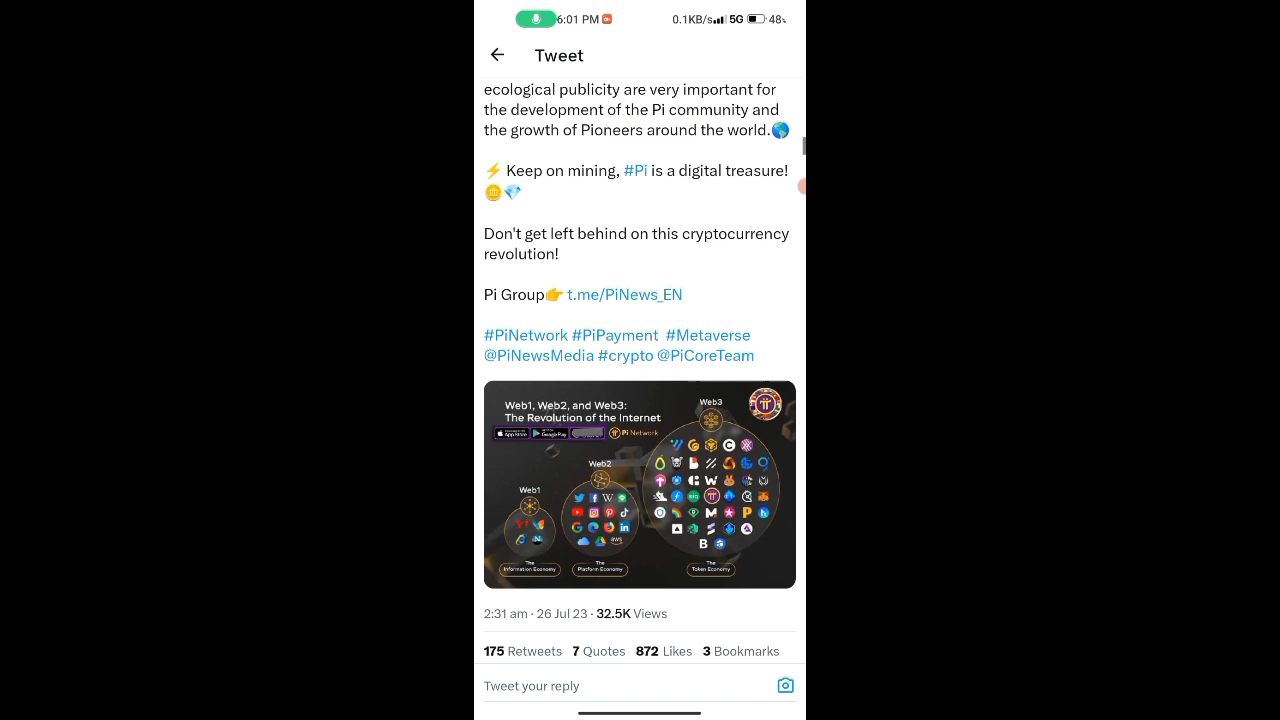 6:01 PM 0.1KB/s 5G 48%
Tweet
ecological publicity are very important for
the development of the Pi community and
the growth of Pioneers around the world.🌎
⚡ Keep on mining, #Pi is a digital treasure!
🪙💎
Don't get left behind on this cryptocurrency
revolution!
Pi Group👉 t.me/PiNews_EN
#PiNetwork #PiPayment #Metaverse
@PiNewsMedia #crypto @PiCoreTeam
Web1, Web2, and Web3:
The Revolution of the Internet
App Store Google Play Pi Network
Web3
Web2
Web1
aws
The
Information Economy
The
Platform Economy
The
Token Economy
2:31 am · 26 Jul 23 · 32.5K Views
175 Retweets 7 Quotes 872 Likes 3 Bookmarks
Tweet your reply